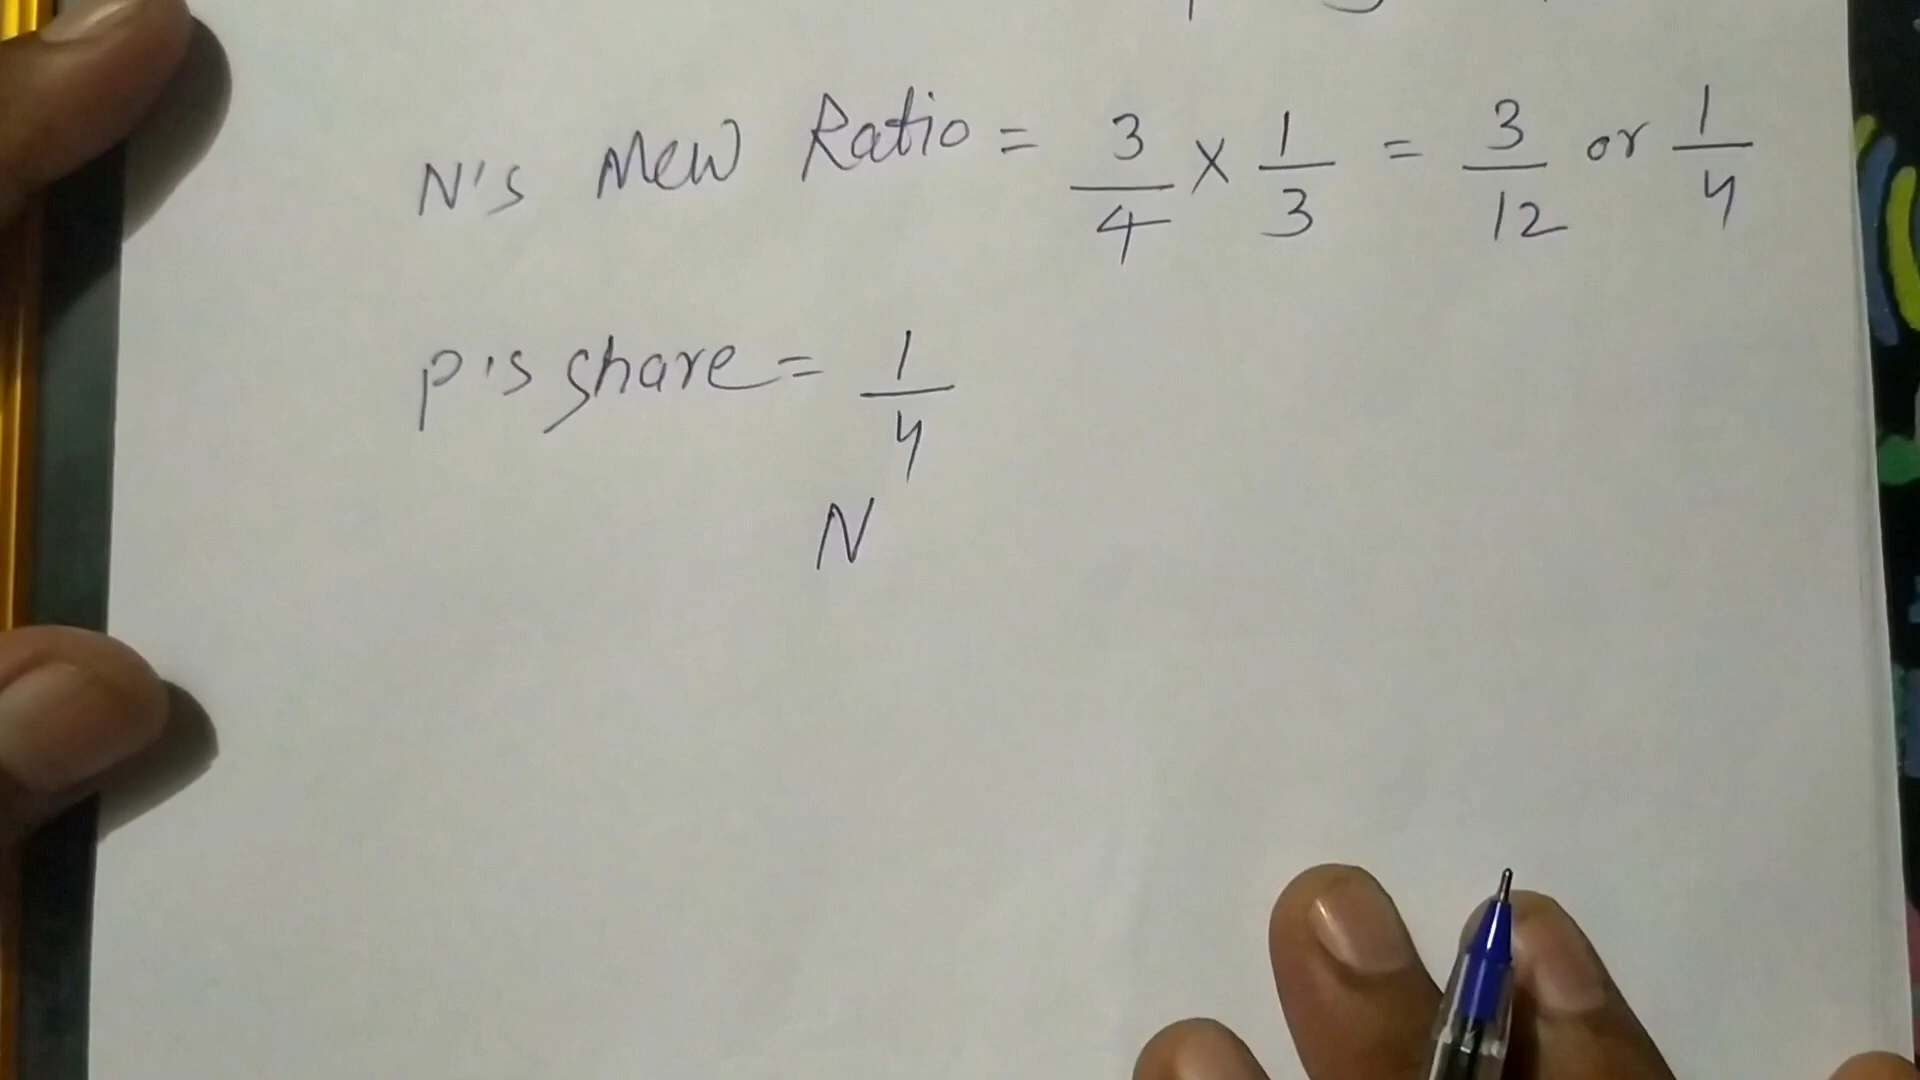 N's New Ratio = 3/4 × 1/3 = 3/12 or 1/4
P's share = 1/4
N